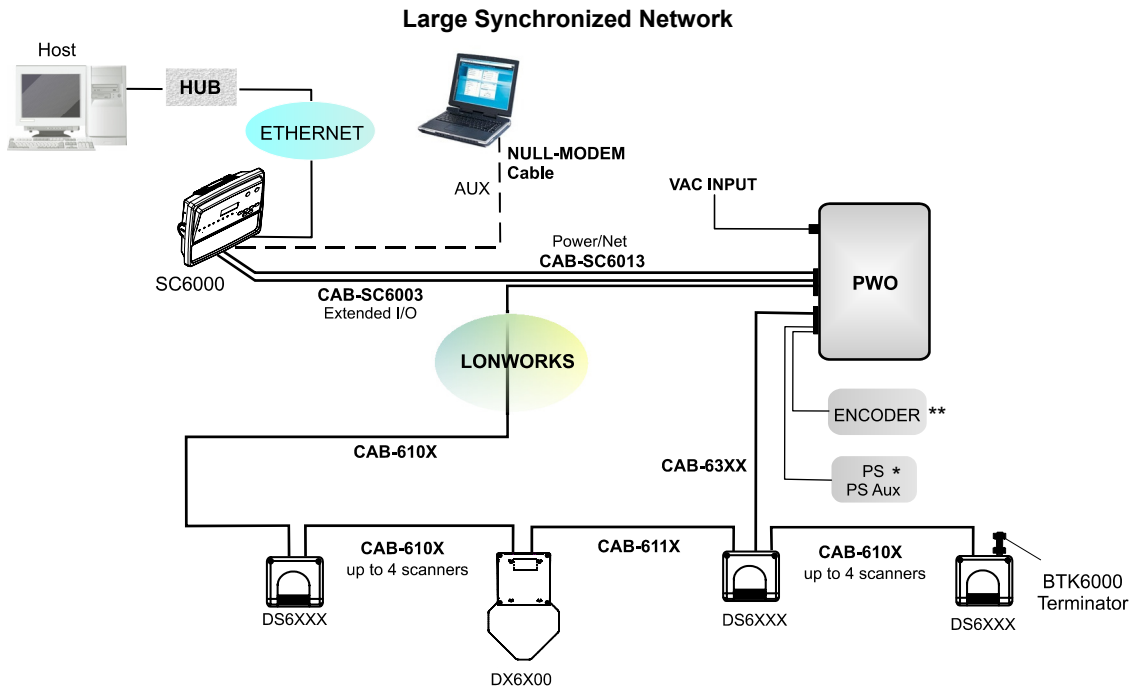 Large Synchronized Network
Host
HUB
ETHERNET
NULL-MODEM
Cable
AUX
VAC INPUT
SC6000
Power/Net
CAB-SC6013
CAB-SC6003
Extended I/O
PWO
LONWORKS
ENCODER **
CAB-610X
CAB-63XX
PS *
PS Aux
CAB-610X
up to 4 scanners
CAB-611X
CAB-610X
up to 4 scanners
BTK6000
Terminator
DS6XXX
DS6XXX
DS6XXX
DX6X00